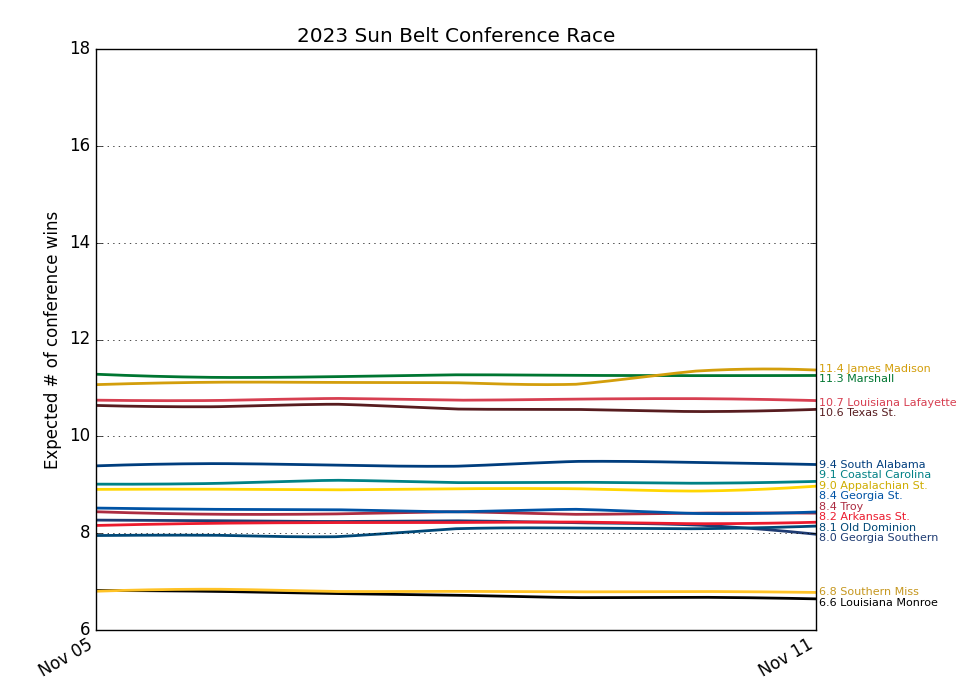 2023 Sun Belt Conference Race
Expected # of conference wins
18
16
14
12
10
8
6
Nov 05
Nov 11
11.4 James Madison
11.3 Marshall
10.7 Louisiana Lafayette
10.6 Texas St.
9.4 South Alabama
9.1 Coastal Carolina
9.0 Appalachian St.
8.4 Georgia St.
8.4 Troy
8.2 Arkansas St.
8.1 Old Dominion
8.0 Georgia Southern
6.8 Southern Miss
6.6 Louisiana Monroe